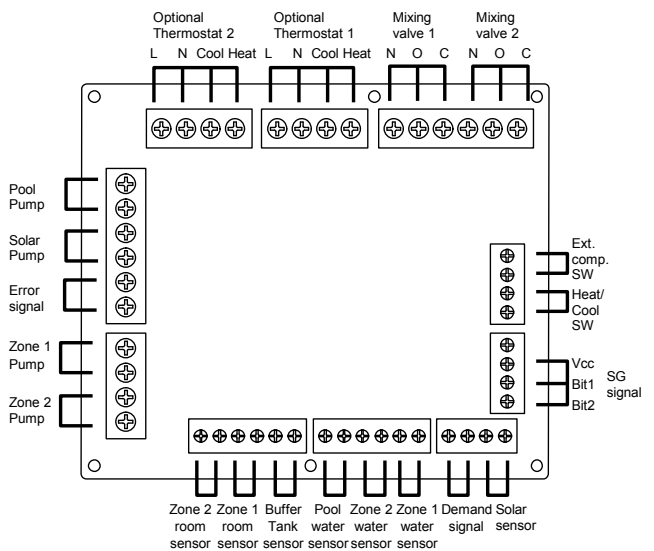 Optional Thermostat 2
Optional Thermostat 1
Mixing valve 1
Mixing valve 2
L N Cool Heat L N Cool Heat N O C N O C
Pool Pump
Solar Pump
Error signal
Zone 1 Pump
Zone 2 Pump
Ext. comp. SW
Heat/ Cool SW
Vcc
Bit1
Bit2
SG signal
Zone 2 room sensor
Zone 1 room sensor
Buffer Tank sensor
Pool water sensor
Zone 2 water sensor
Zone 1 water sensor
Demand signal
Solar sensor